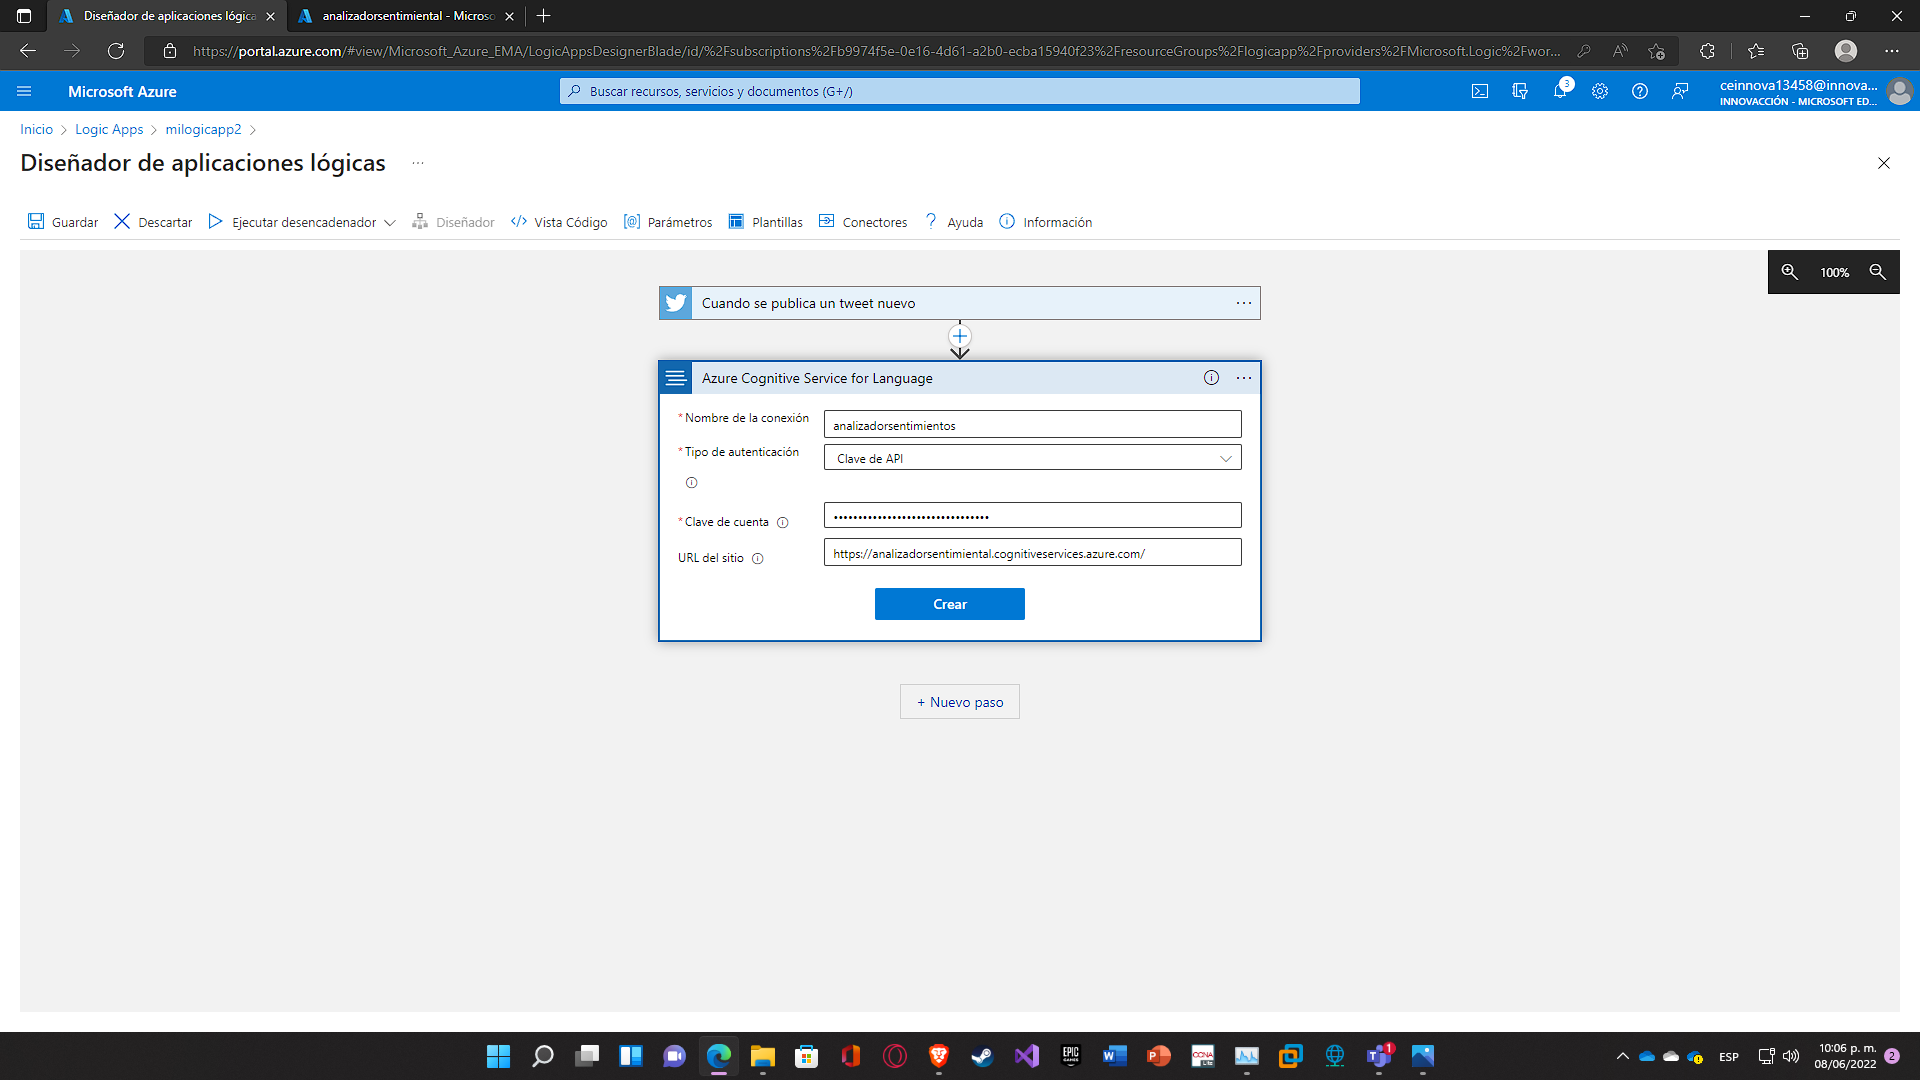 Diseñador de aplicaciones lógica
analizadorsentimiental - Microso
https://portal.azure.com/#view/Microsoft_Azure_EMA/LogicAppsDesignerBlade/id/%2Fsubscriptions%2Fb9974f5e-0e16-4d61-a2b0-ecba15940f23%2FresourceGroups%2Flogicapp%2Fproviders%2FMicrosoft.Logic%2Fwor...
Microsoft Azure
Buscar recursos, servicios y documentos (G+/)
3
ceinnova13458@innova...
INNOVACCIÓN - MICROSOFT ED...
Inicio > Logic Apps > milogicapp2 >
Diseñador de aplicaciones lógicas ...
Guardar Descartar Ejecutar desencadenador Diseñador Vista Código Parámetros Plantillas Conectores Ayuda Información
100%
Cuando se publica un tweet nuevo
Azure Cognitive Service for Language
* Nombre de la conexión
analizadorsentimientos
* Tipo de autenticación
Clave de API
* Clave de cuenta
••••••••••••••••••••••••••••••••
URL del sitio
https://analizadorsentimiental.cognitiveservices.azure.com/
Crear
+ Nuevo paso
EPIC
GAMES
CCNA
1
ESP
10:06 p. m.
08/06/2022
2